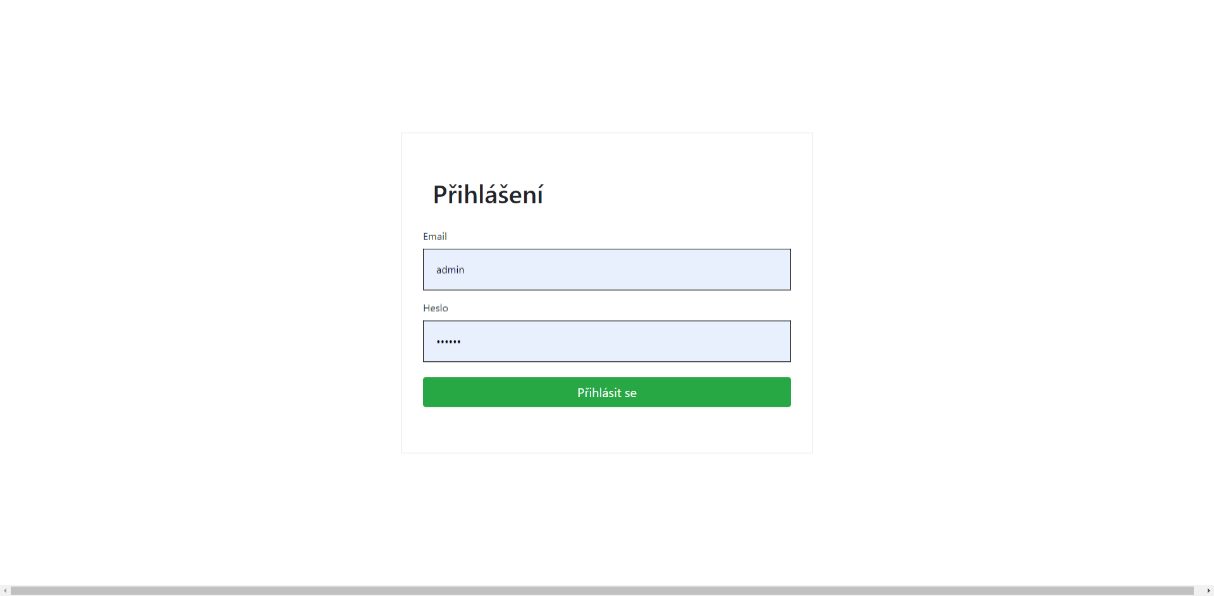 Přihlášení
Email
admin
Heslo
••••••
Přihlásit se